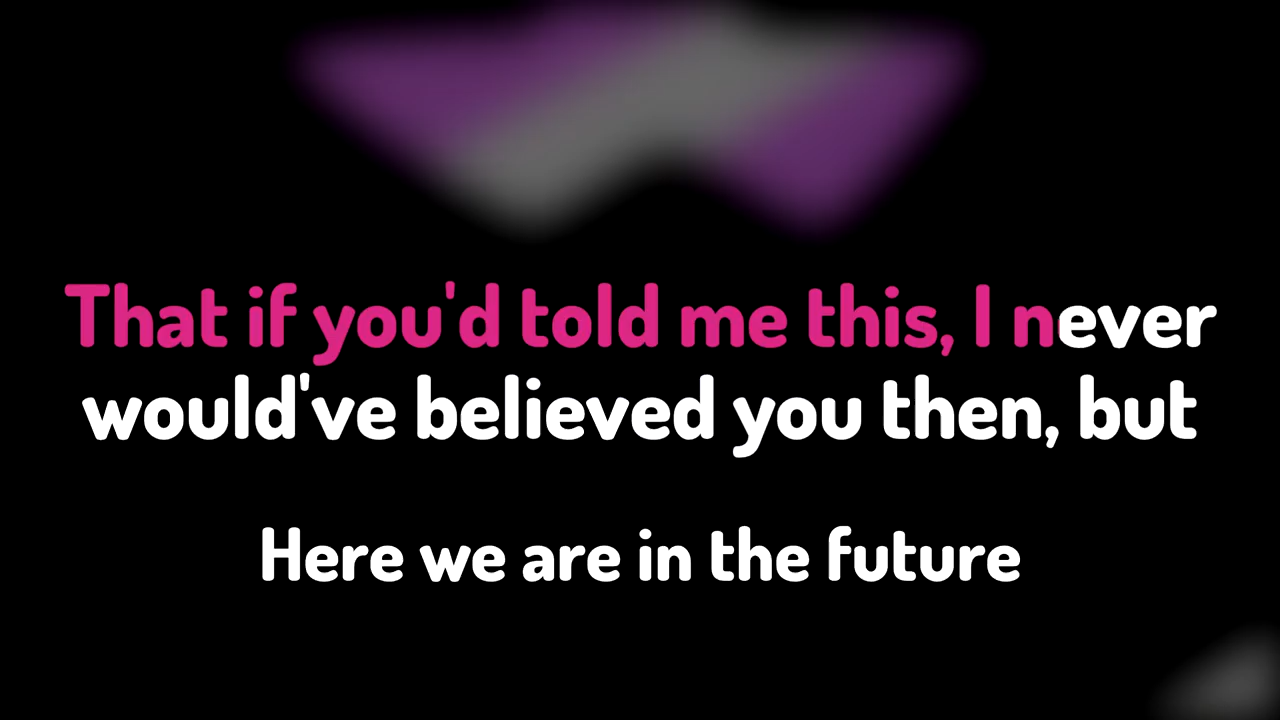 That if you'd told me this, I never
would've believed you then, but
Here we are in the future